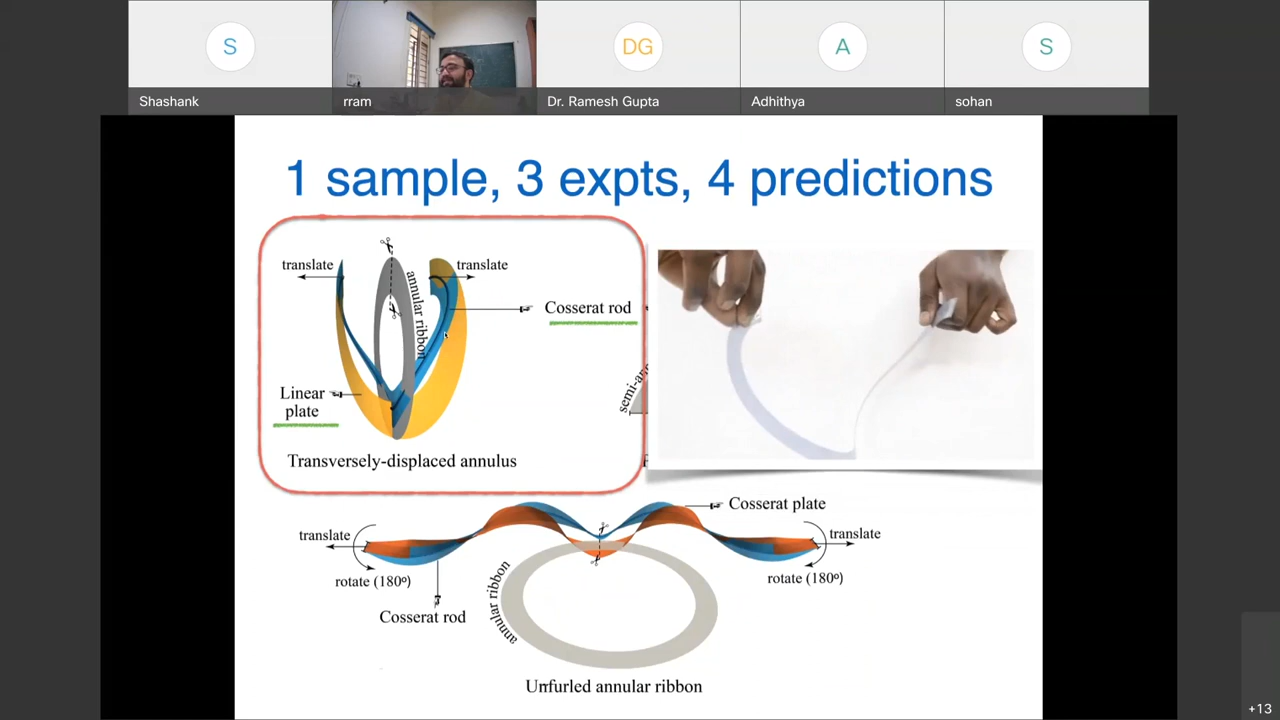 S
DG
A
S
Shashank
rram
Dr. Ramesh Gupta
Adhithya
sohan
1 sample, 3 expts, 4 predictions
translate
translate
annular ribbon
Cosserat rod
Linear
plate
Transversely-displaced annulus
Cosserat plate
translate
translate
rotate (180º)
rotate (180º)
Cosserat rod
annular ribbon
Unfurled annular ribbon
+13